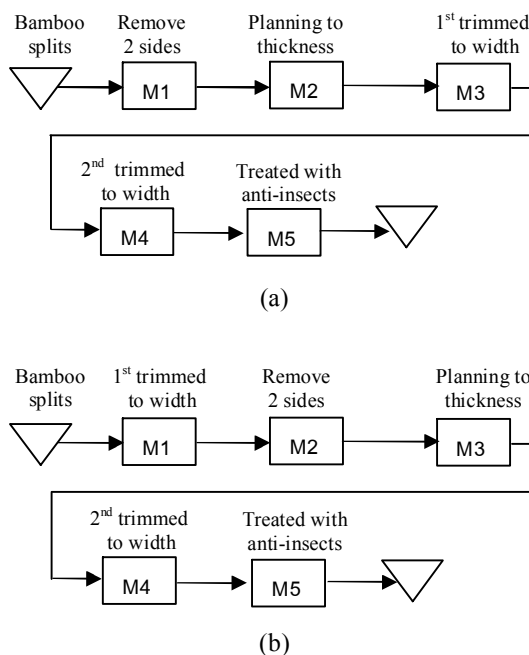 Bamboo splits
Remove 2 sides
Planning to thickness
1st trimmed to width
M1
M2
M3
2nd trimmed to width
Treated with anti-insects
M4
M5
(a)
Bamboo splits
1st trimmed to width
Remove 2 sides
Planning to thickness
M1
M2
M3
2nd trimmed to width
Treated with anti-insects
M4
M5
(b)